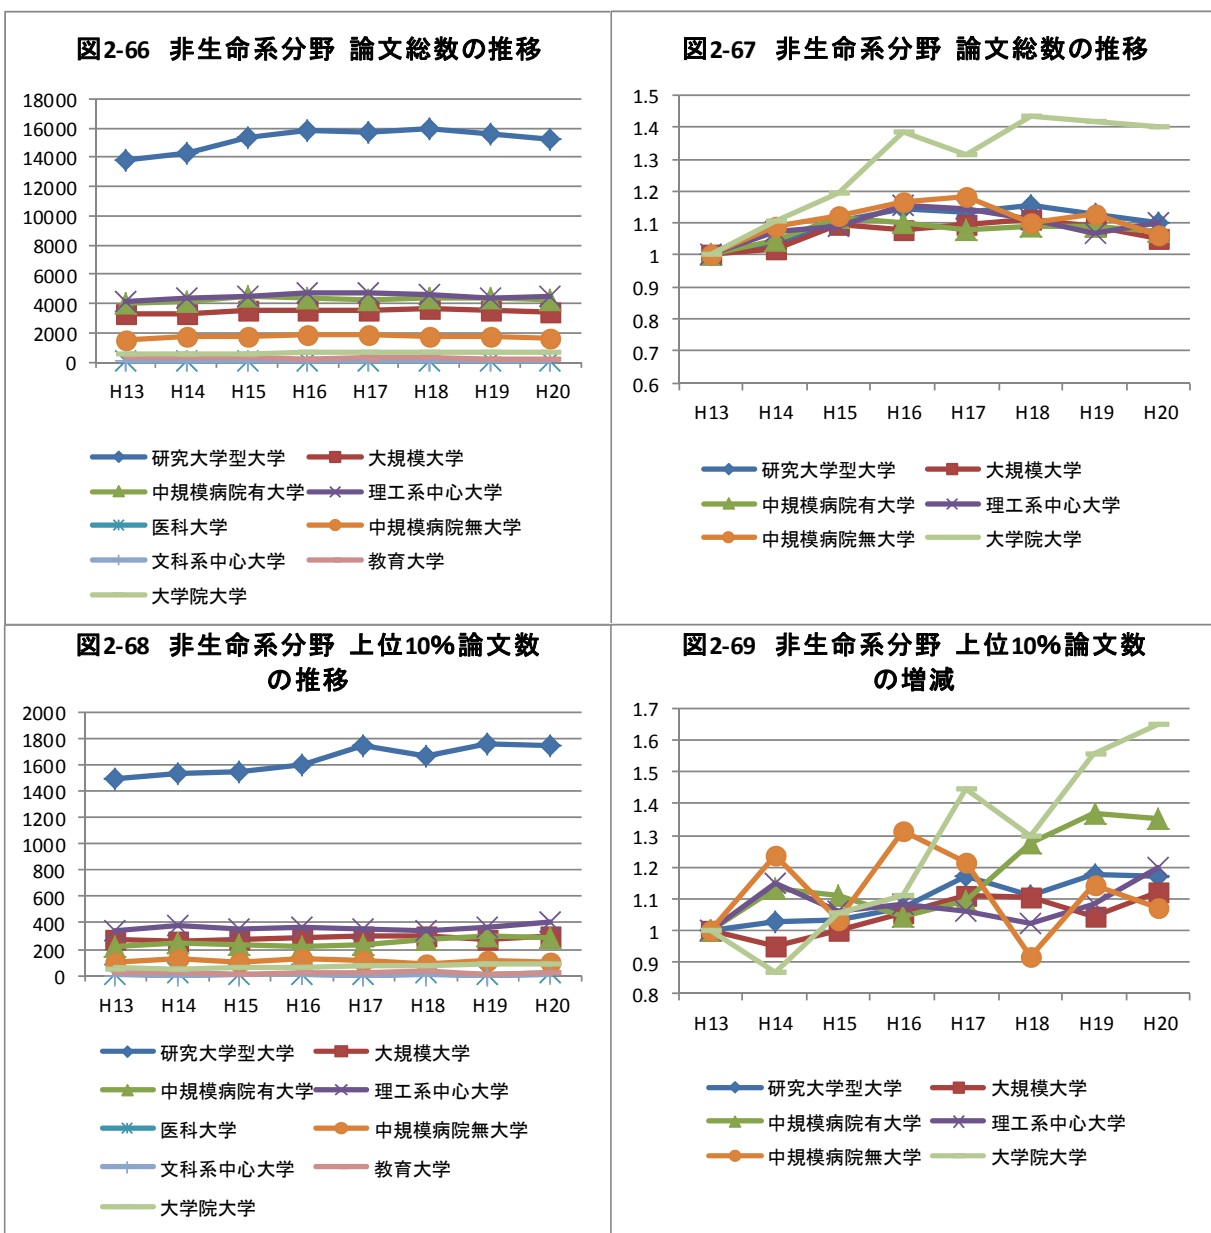 図2-66 非生命系分野 論文総数の推移
18000
16000
14000
12000
10000
8000
6000
4000
2000
0
H13 H14 H15 H16 H17 H18 H19 H20
研究大学型大学 大規模大学
中規模病院有大学 理工系中心大学
医科大学 中規模病院無大学
文科系中心大学 教育大学
大学院大学
図2-67 非生命系分野 論文総数の推移
1.5
1.4
1.3
1.2
1.1
1
0.9
0.8
0.7
0.6
H13 H14 H15 H16 H17 H18 H19 H20
研究大学型大学 大規模大学
中規模病院有大学 理工系中心大学
中規模病院無大学 大学院大学
図2-68 非生命系分野 上位10%論文数
の推移
2000
1800
1600
1400
1200
1000
800
600
400
200
0
H13 H14 H15 H16 H17 H18 H19 H20
研究大学型大学 大規模大学
中規模病院有大学 理工系中心大学
医科大学 中規模病院無大学
文科系中心大学 教育大学
大学院大学
図2-69 非生命系分野 上位10%論文数
の増減
1.7
1.6
1.5
1.4
1.3
1.2
1.1
1
0.9
0.8
H13 H14 H15 H16 H17 H18 H19 H20
研究大学型大学 大規模大学
中規模病院有大学 理工系中心大学
中規模病院無大学 大学院大学